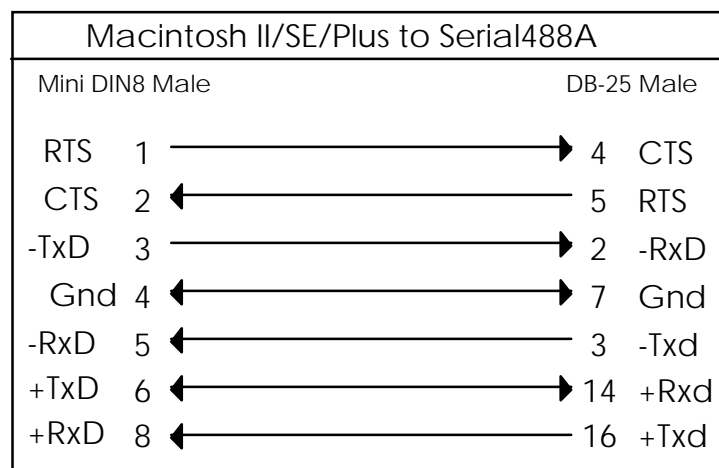 Macintosh II/SE/Plus to Serial488A
Mini DIN8 Male DB-25 Male
RTS 1 4 CTS
CTS 2 5 RTS
-TxD 3 2 -RxD
Gnd 4 7 Gnd
-RxD 5 3 -Txd
+TxD 6 14 +Rxd
+RxD 8 16 +Txd